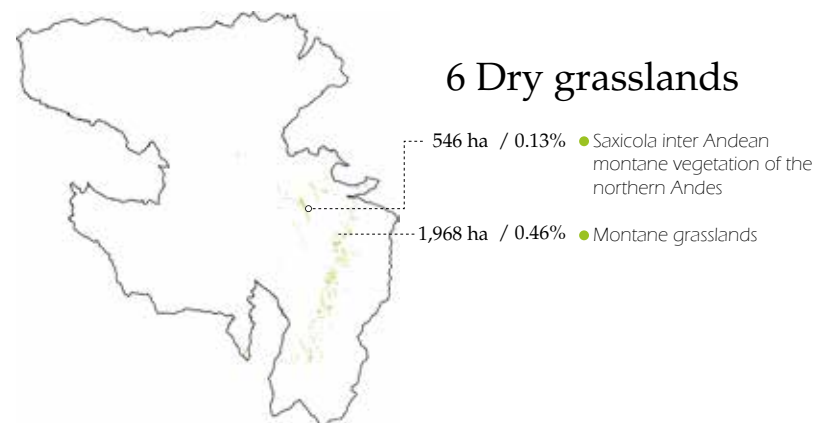 6 Dry grasslands
546 ha / 0.13% Saxicola inter Andean
montane vegetation of the
northern Andes
1,968 ha / 0.46% Montane grasslands